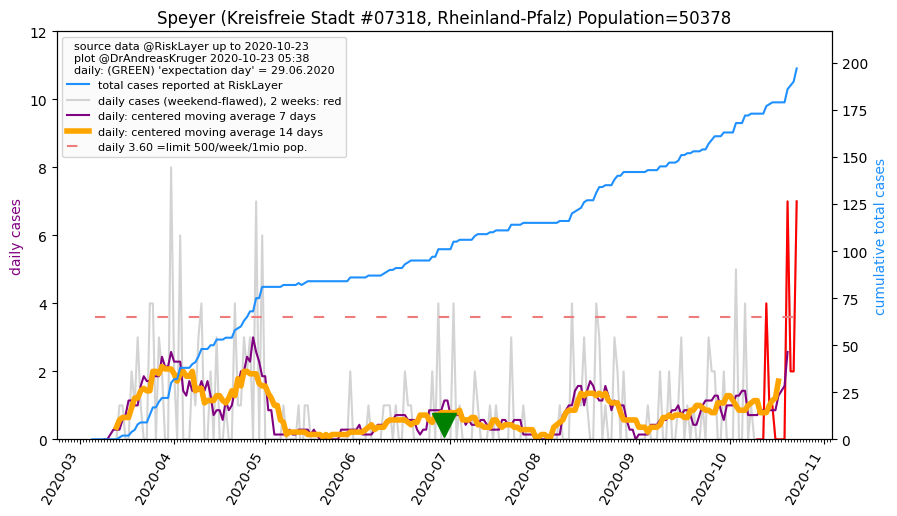 Speyer (Kreisfreie Stadt #07318, Rheinland-Pfalz) Population=50378
source data @RiskLayer up to 2020-10-23
plot @DrAndreasKruger 2020-10-23 05:38
daily: (GREEN) 'expectation day' = 29.06.2020
total cases reported at RiskLayer
daily cases (weekend-flawed), 2 weeks: red
daily: centered moving average 7 days
daily: centered moving average 14 days
daily 3.60 =limit 500/week/1mio pop.
daily cases
12
10
8
6
4
2
0
cumulative total cases
200
175
150
125
100
75
50
25
0
2020-03
2020-04
2020-05
2020-06
2020-07
2020-08
2020-09
2020-10
2020-11